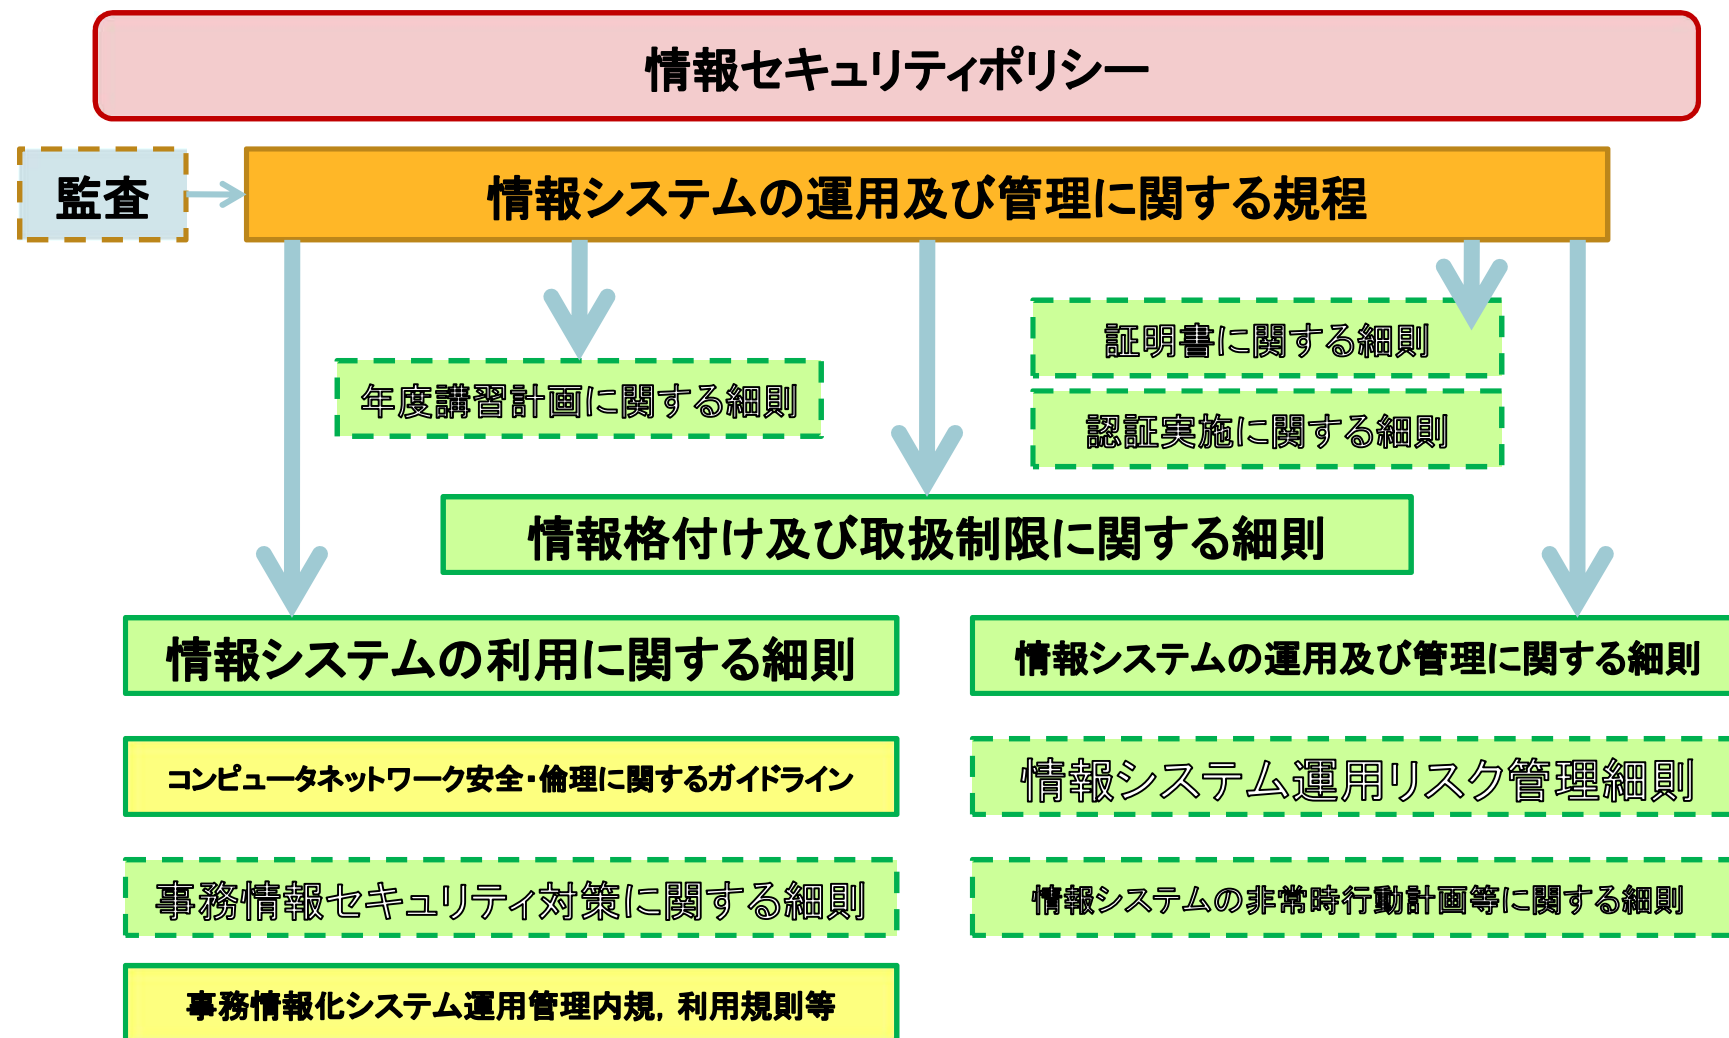 情報セキュリティポリシー
監査
情報システムの運用及び管理に関する規程
証明書に関する細則
年度講習計画に関する細則
認証実施に関する細則
情報格付け及び取扱制限に関する細則
情報システムの利用に関する細則
情報システムの運用及び管理に関する細則
コンピュータネットワーク安全・倫理に関するガイドライン
情報システム運用リスク管理細則
事務情報セキュリティ対策に関する細則
情報システムの非常時行動計画等に関する細則
事務情報化システム運用管理内規，利用規則等